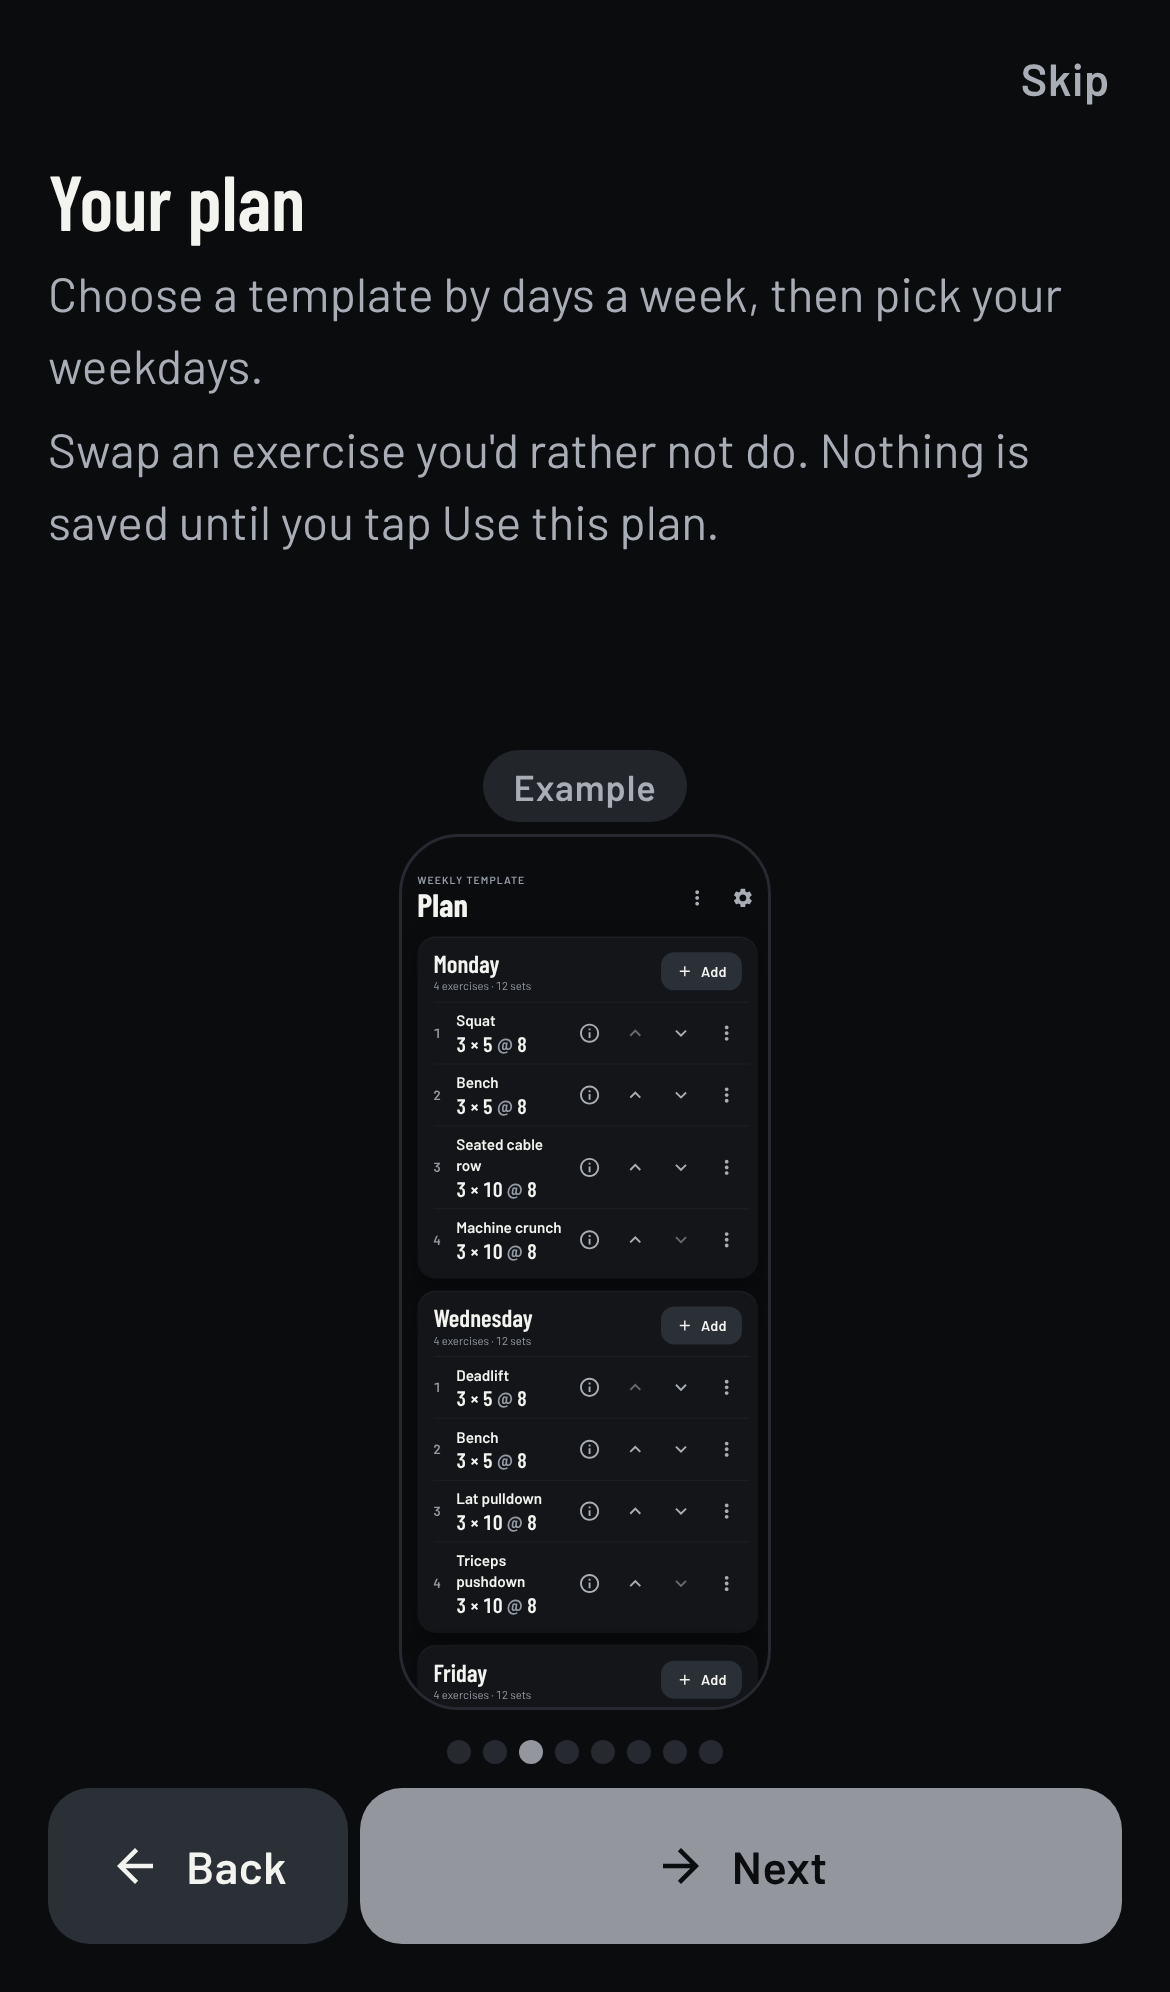 Skip
Your plan
Choose a template by days a week, then pick your
weekdays.
Swap an exercise you'd rather not do. Nothing is
saved until you tap Use this plan.
Example
WEEKLY TEMPLATE
Plan
Monday
4 exercises · 12 sets
+ Add
1
Squat
3 × 5 @ 8
2
Bench
3 × 5 @ 8
3
Seated cable
row
3 × 10 @ 8
4
Machine crunch
3 × 10 @ 8
Wednesday
4 exercises · 12 sets
+ Add
1
Deadlift
3 × 5 @ 8
2
Bench
3 × 5 @ 8
3
Lat pulldown
3 × 10 @ 8
4
Triceps
pushdown
3 × 10 @ 8
Friday
4 exercises · 12 sets
+ Add
Back
Next